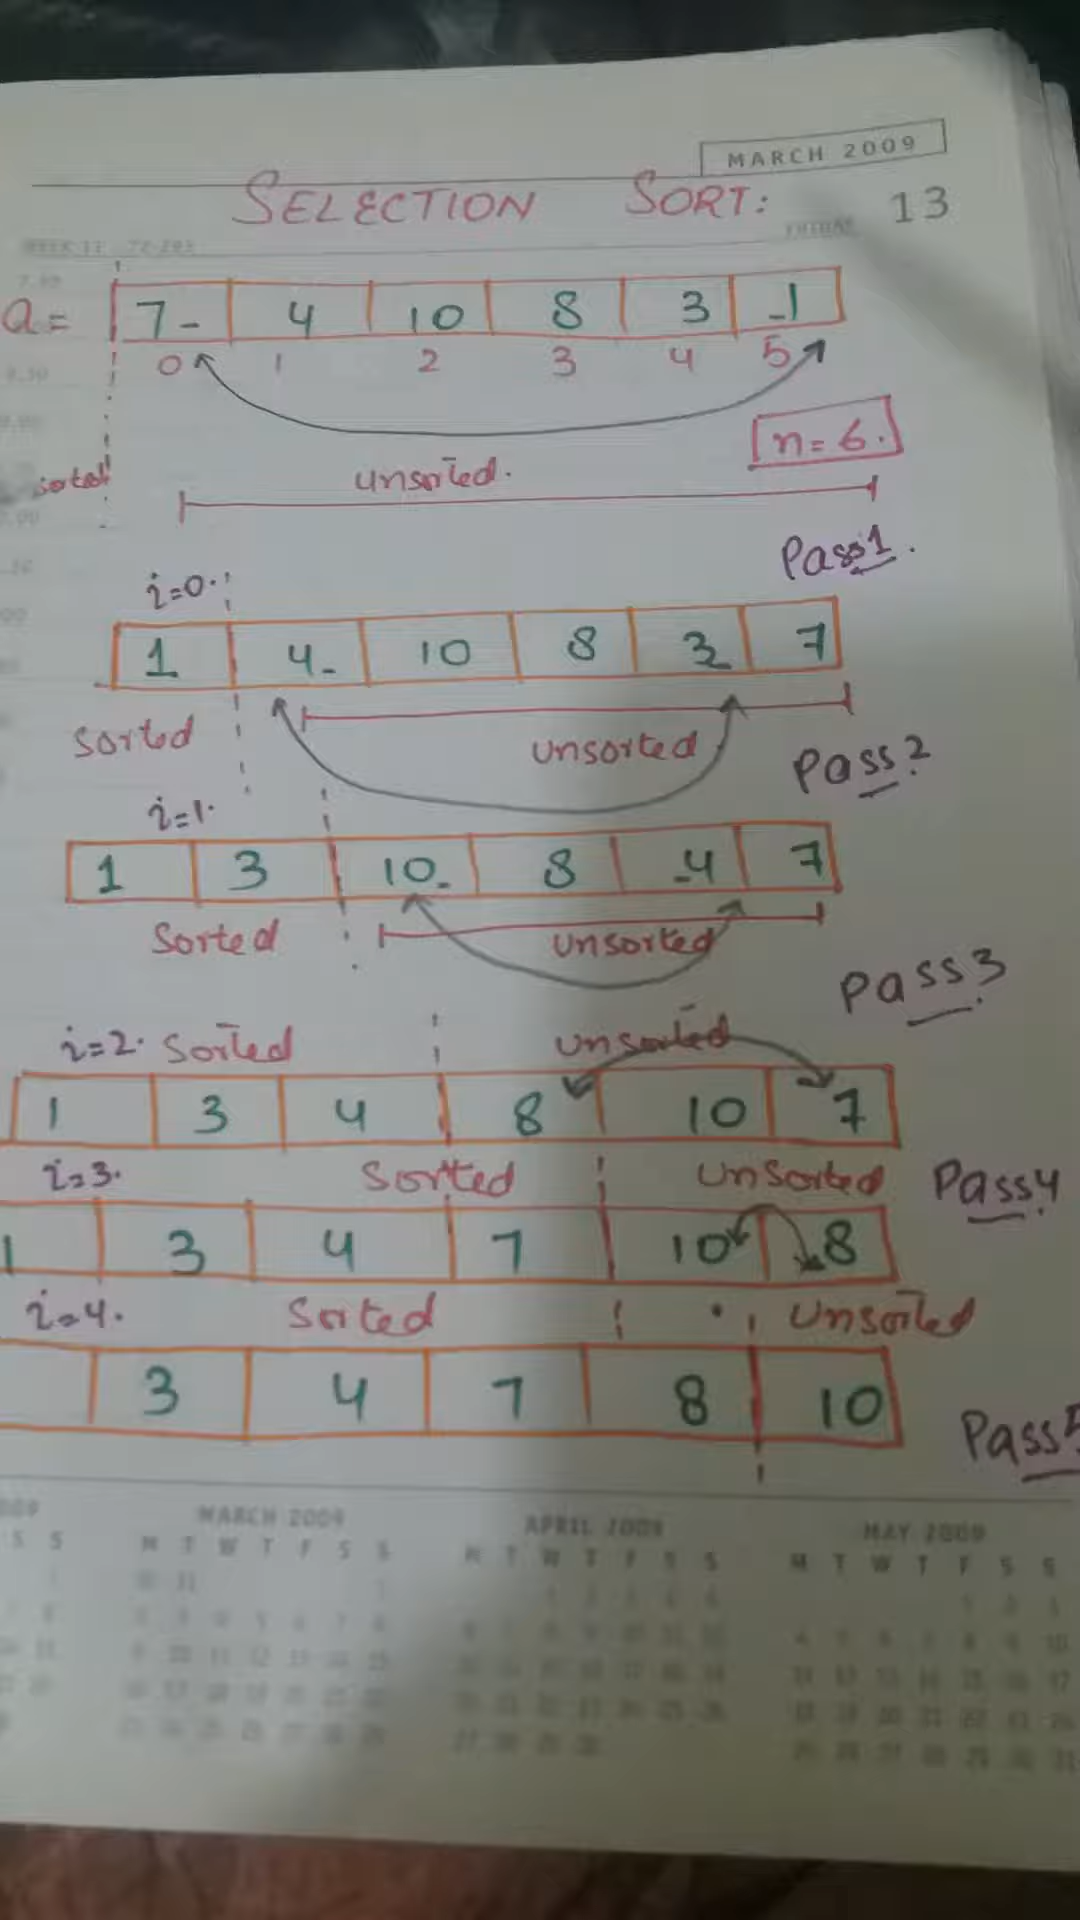 MARCH 2009
SELECTION SORT: 13
FRIDAY
a= 7 4 10 8 3 1
0 1 2 3 4 5
n=6.
sorted unsorted.
Pass1.
i=0.
1 4 10 8 3 7
Sorted unsorted
Pass2
i=1.
1 3 10 8 4 7
Sorted unsorted
Pass3
i=2. Sorted unsorted
1 3 4 8 10 7
i=3. Sorted unsorted Pass4
1 3 4 7 10 8
i=4. Sorted unsorted
3 4 7 8 10
Pass5
MARCH 2009 APRIL 2009 MAY 2009
M T W T F S S M T W T F S S M T W T F S S